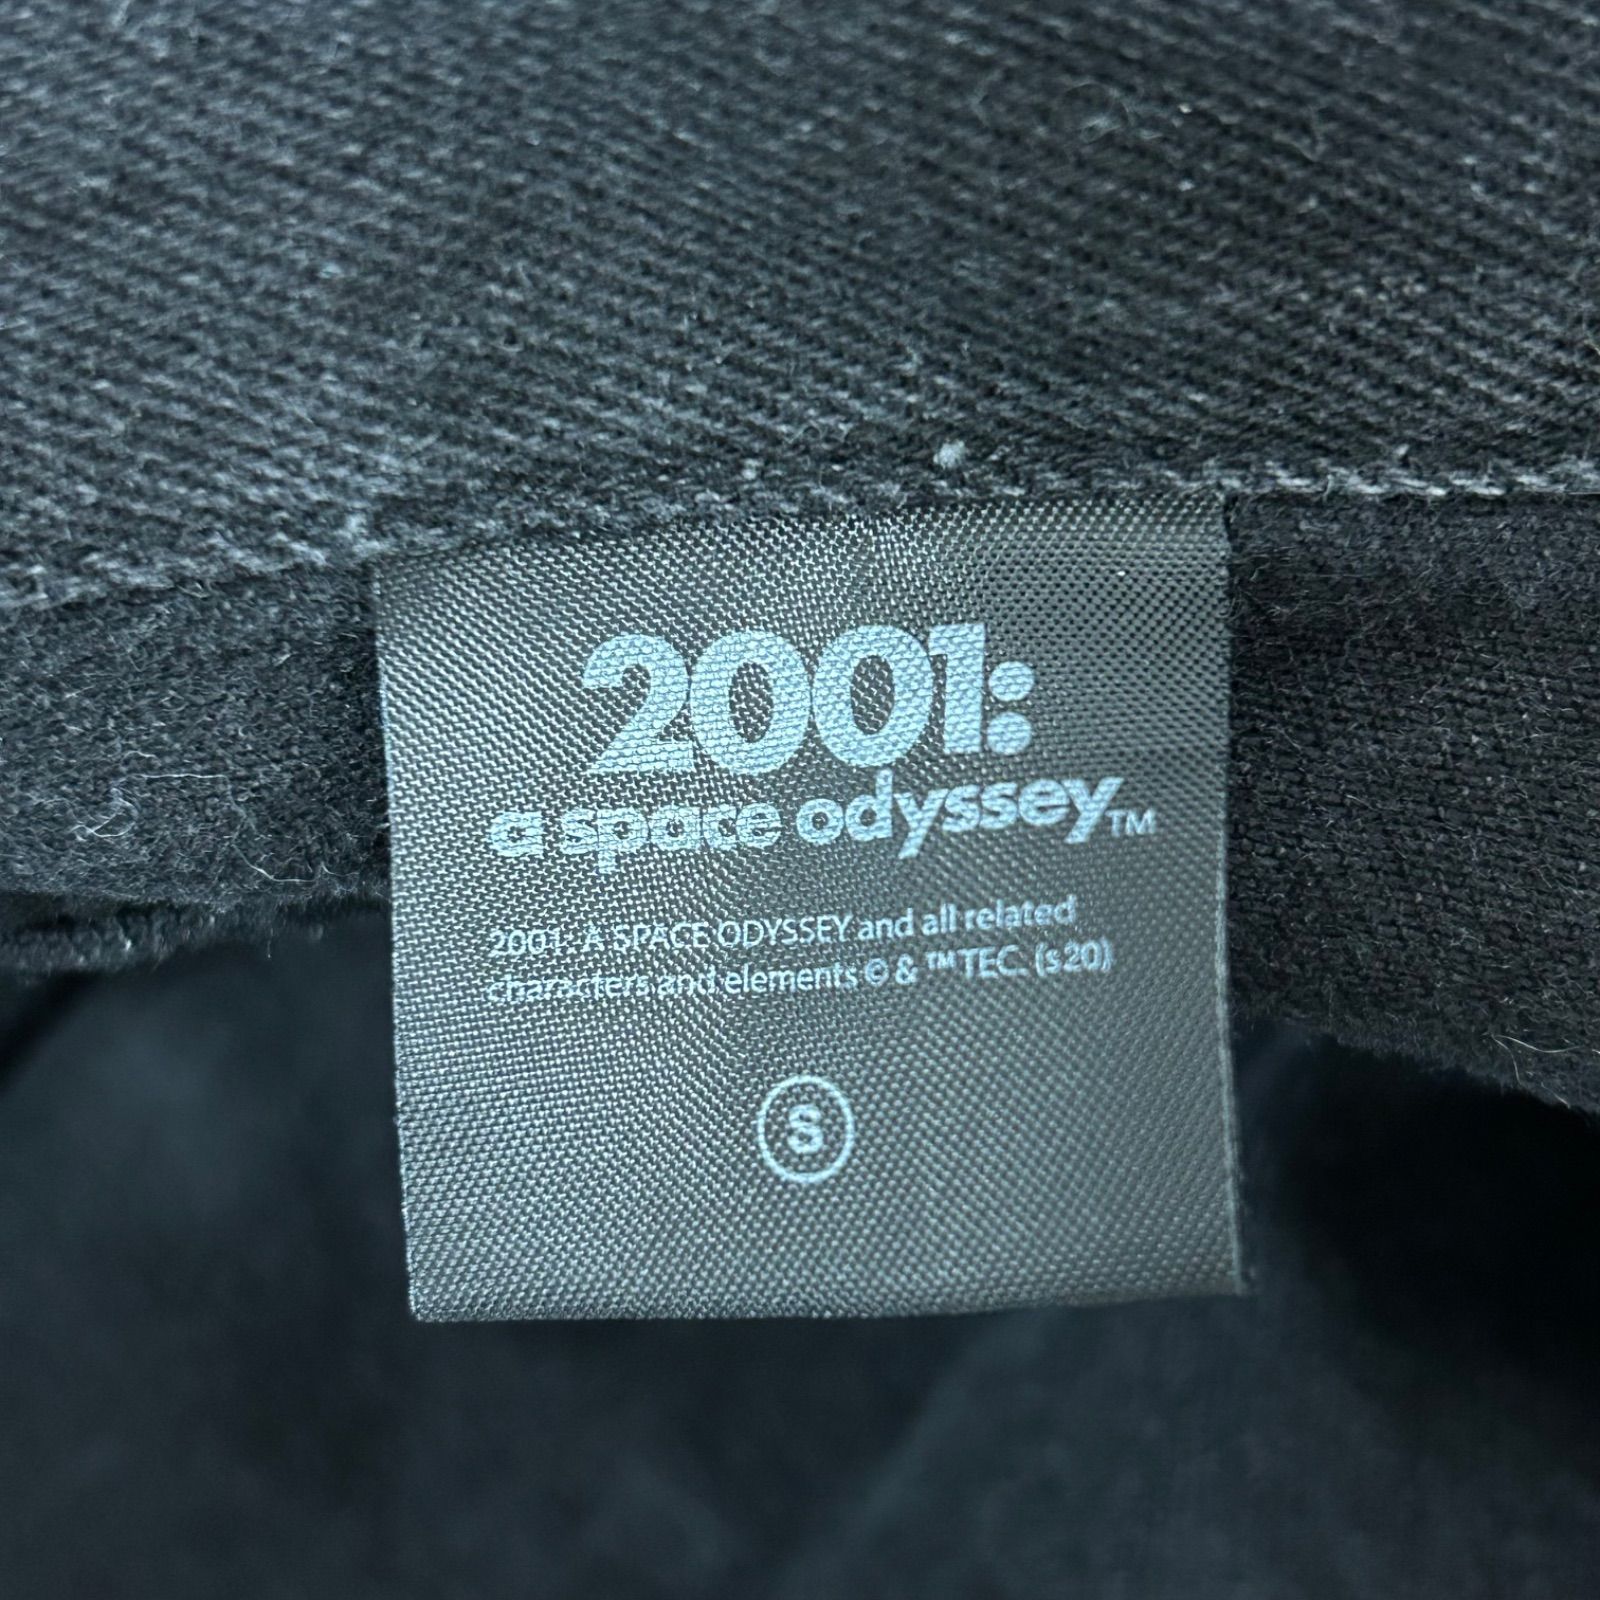 2001:
a space odyssey™
2001: A SPACE ODYSSEY and all related
characters and elements © & ™ TEC. (s20)
S